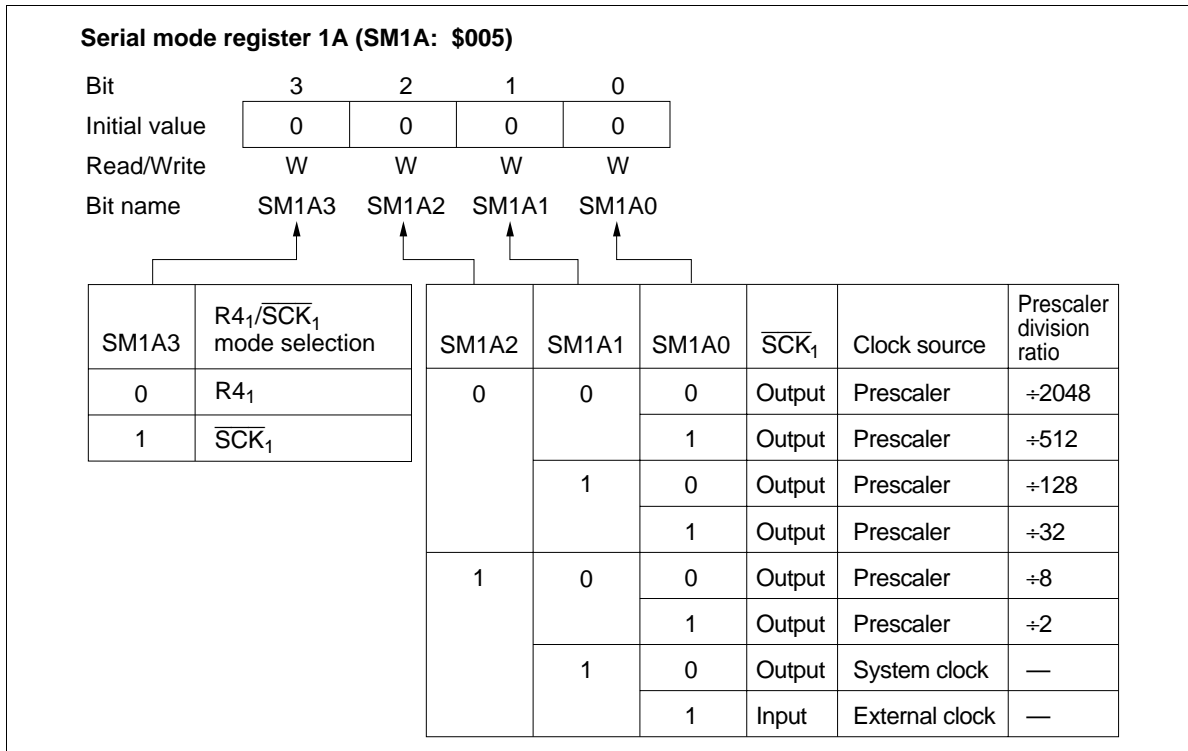 Serial mode register 1A (SM1A: $005)
Bit 3 2 1 0
Initial value 0 0 0 0
Read/Write W W W W
Bit name SM1A3 SM1A2 SM1A1 SM1A0
SM1A3 R4₁/S̅C̅K̅₁ mode selection
0 R4₁
1 S̅C̅K̅₁
SM1A2 SM1A1 SM1A0 S̅C̅K̅₁ Clock source Prescaler division ratio
0 0 0 Output Prescaler ÷2048
1 Output Prescaler ÷512
1 0 Output Prescaler ÷128
1 Output Prescaler ÷32
1 0 0 Output Prescaler ÷8
1 Output Prescaler ÷2
1 0 Output System clock —
1 Input External clock —